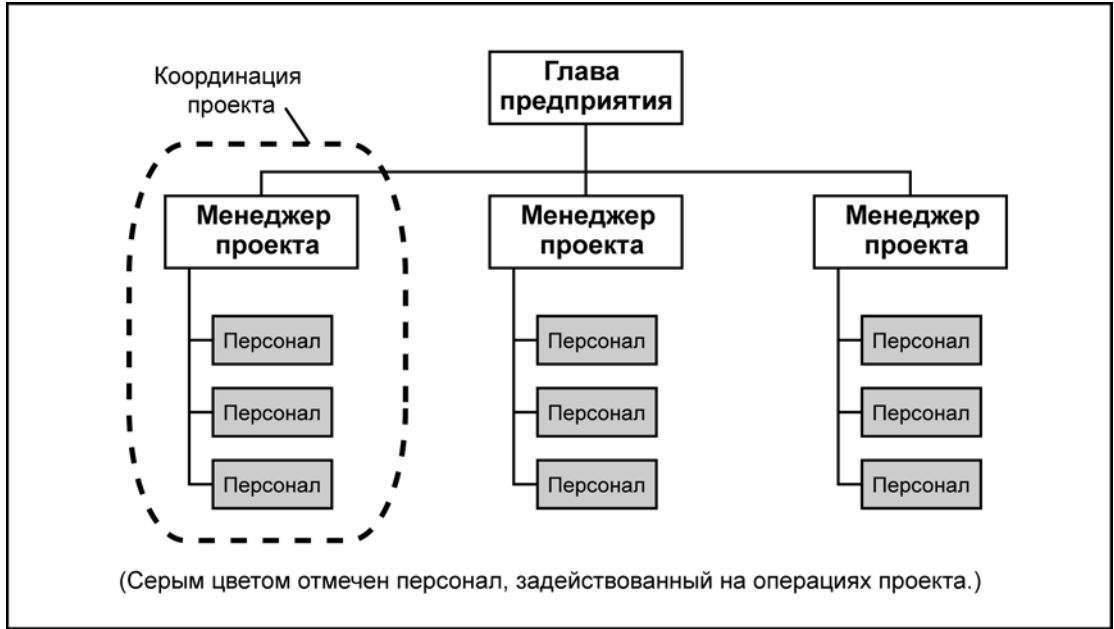 Координация
проекта
Глава
предприятия
Менеджер
проекта
Менеджер
проекта
Менеджер
проекта
Персонал
Персонал
Персонал
Персонал
Персонал
Персонал
Персонал
Персонал
Персонал
(Серым цветом отмечен персонал, задействованный на операциях проекта.)